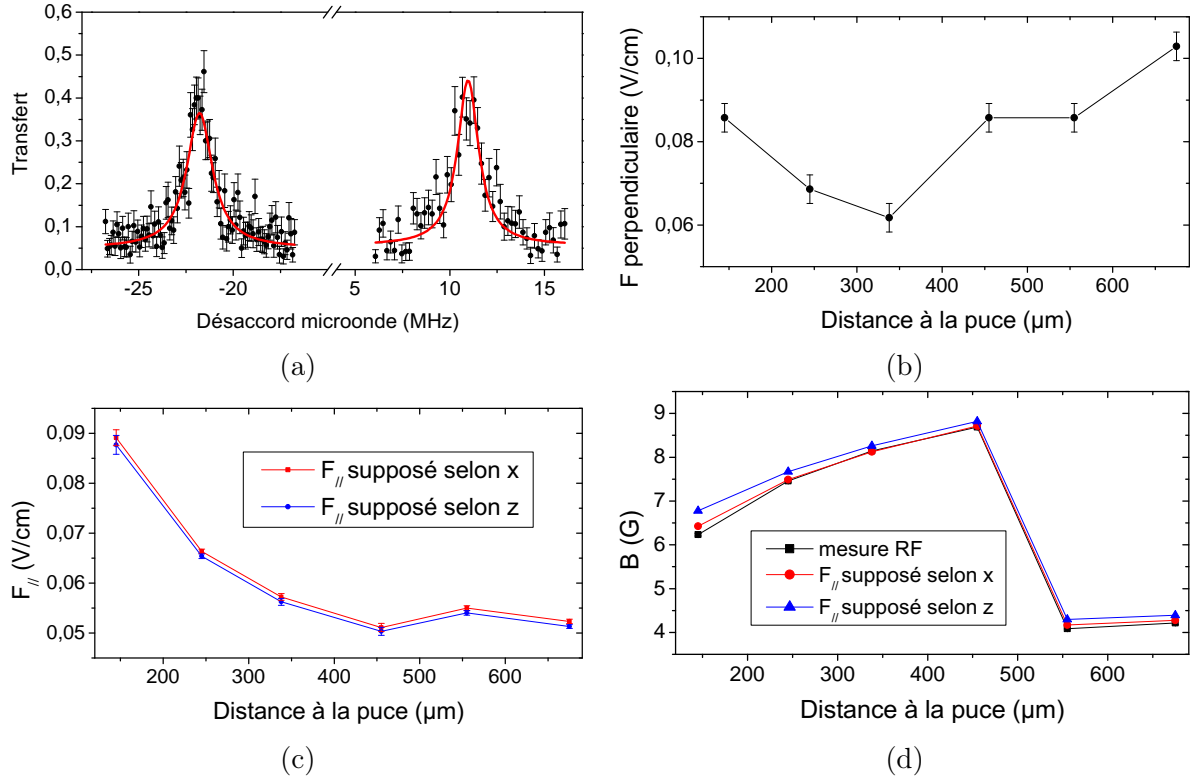 0,6
0,5
0,4
0,3
0,2
0,1
0,0
Transfert
-25
-20
5
10
15
Désaccord microonde (MHz)
(a)
0,10
0,08
0,06
F perpendiculaire (V/cm)
200
300
400
500
600
Distance à la puce (µm)
(b)
0,09
0,08
0,07
0,06
0,05
F// (V/cm)
F// supposé selon x
F// supposé selon z
200
300
400
500
600
Distance à la puce (µm)
(c)
9
8
7
6
5
4
B (G)
mesure RF
F// supposé selon x
F// supposé selon z
200
300
400
500
600
Distance à la puce (µm)
(d)